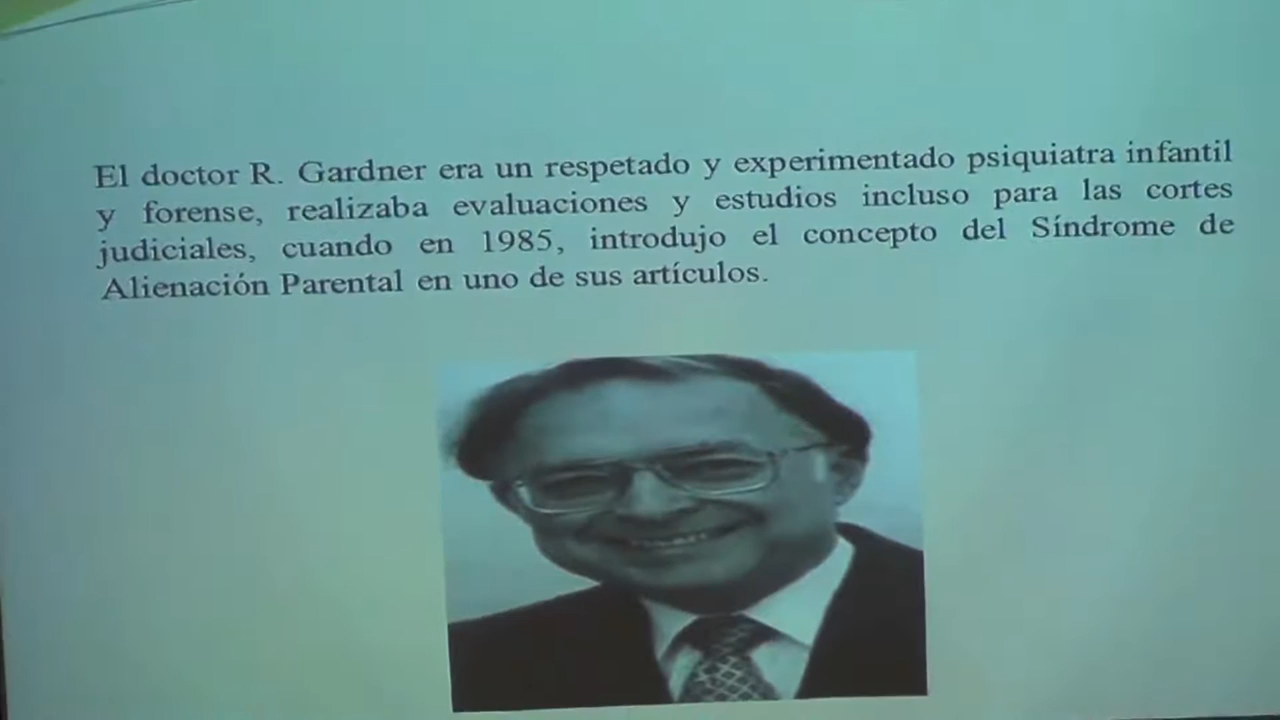 El doctor R. Gardner era un respetado y experimentado psiquiatra infantil
y forense, realizaba evaluaciones y estudios incluso para las cortes
judiciales, cuando en 1985, introdujo el concepto del Síndrome de
Alienación Parental en uno de sus artículos.